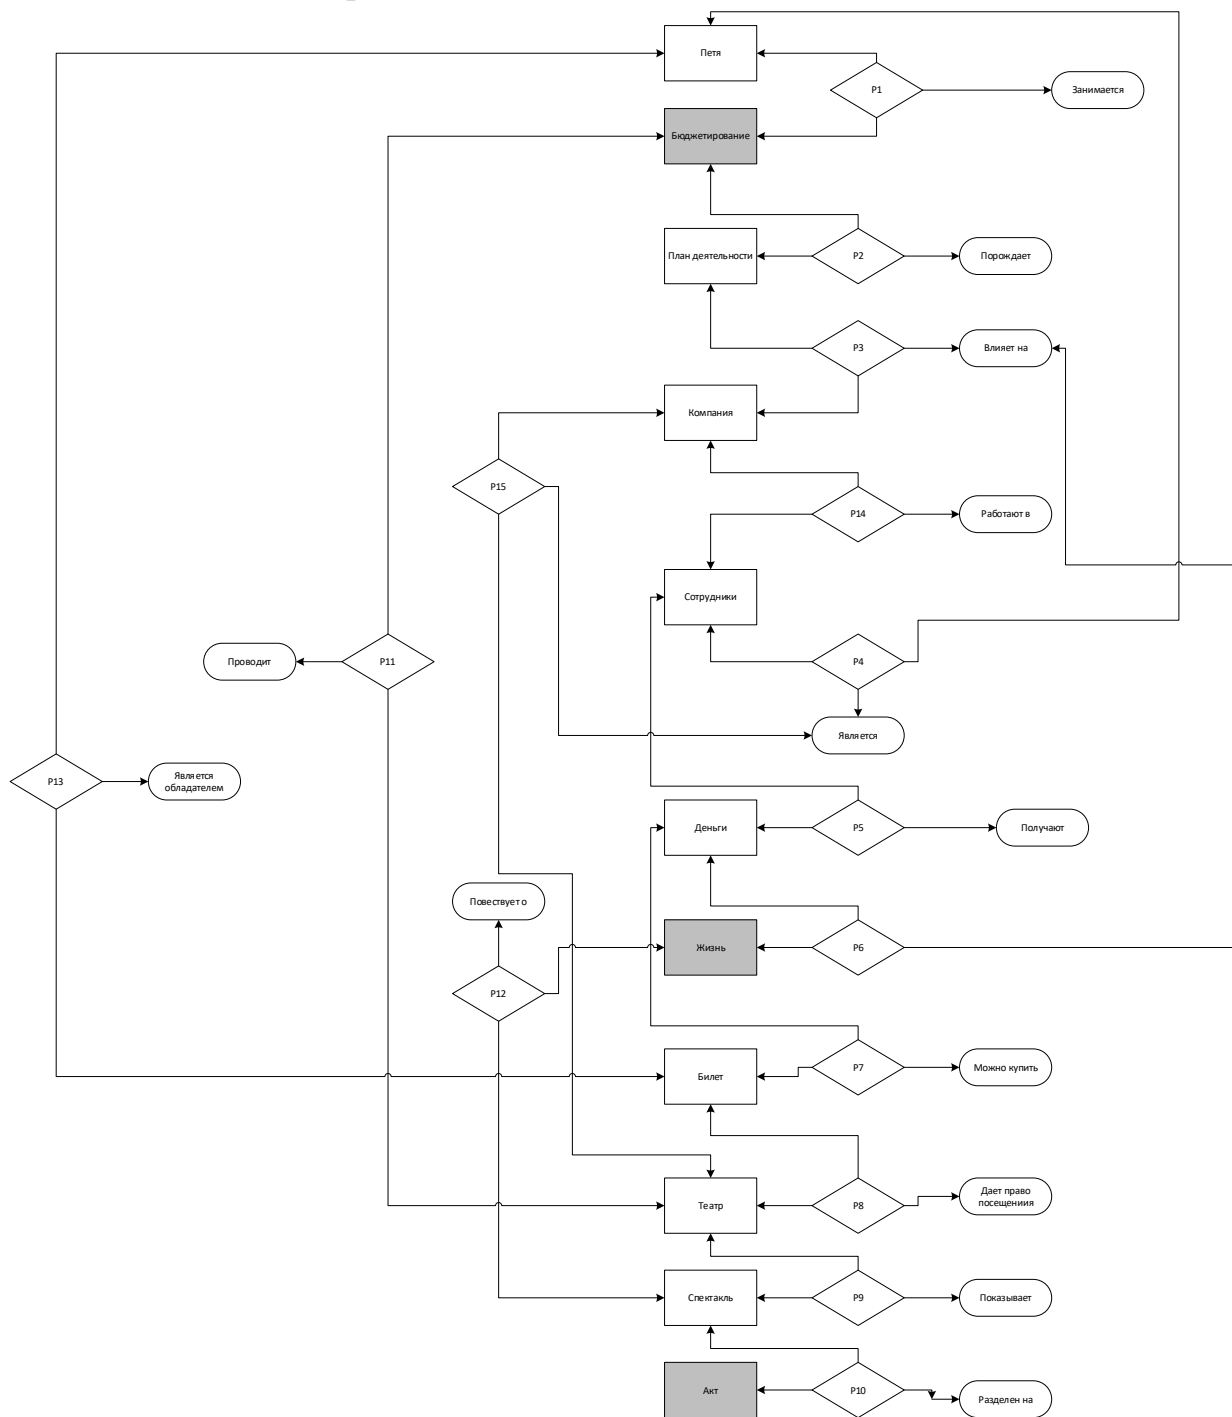 Петя
P1
Занимается
Бюджетирование
План деятельности
P2
Порождает
P3
Влияет на
Компания
P15
P14
Работают в
Сотрудники
Проводит
P11
P4
Является
P13
Является
обладателем
Деньги
P5
Получают
Повествует о
Жизнь
P6
P12
Билет
P7
Можно купить
Театр
P8
Дает право
посещениия
Спектакль
P9
Показывает
Акт
P10
Разделен на